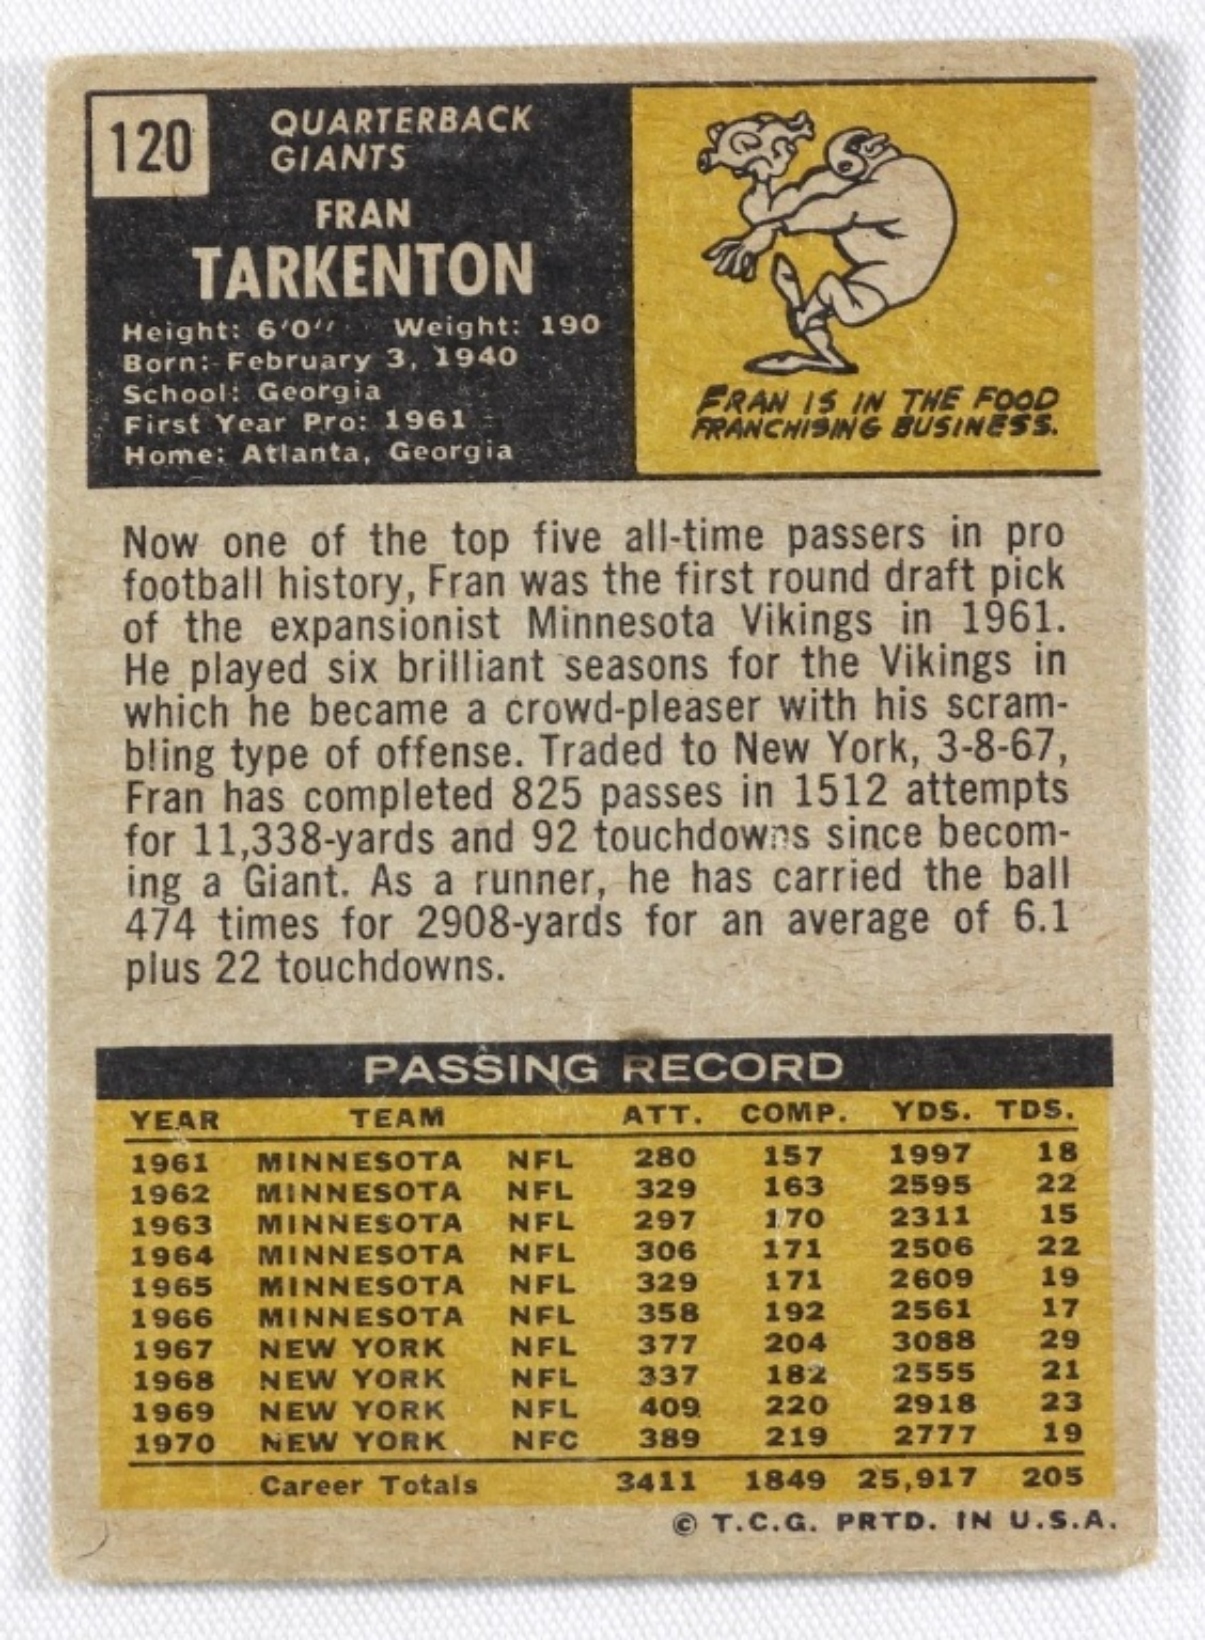 120
QUARTERBACK
GIANTS
FRAN
TARKENTON
Height: 6'0" Weight: 190
Born: February 3, 1940
School: Georgia
First Year Pro: 1961
Home: Atlanta, Georgia
FRAN IS IN THE FOOD
FRANCHISING BUSINESS.
Now one of the top five all-time passers in pro
football history, Fran was the first round draft pick
of the expansionist Minnesota Vikings in 1961.
He played six brilliant seasons for the Vikings in
which he became a crowd-pleaser with his scram-
bling type of offense. Traded to New York, 3-8-67,
Fran has completed 825 passes in 1512 attempts
for 11,338-yards and 92 touchdowns since becom-
ing a Giant. As a runner, he has carried the ball
474 times for 2908-yards for an average of 6.1
plus 22 touchdowns.
PASSING RECORD
YEAR TEAM ATT. COMP. YDS. TDS.
1961 MINNESOTA NFL 280 157 1997 18
1962 MINNESOTA NFL 329 163 2595 22
1963 MINNESOTA NFL 297 170 2311 15
1964 MINNESOTA NFL 306 171 2506 22
1965 MINNESOTA NFL 329 171 2609 19
1966 MINNESOTA NFL 358 192 2561 17
1967 NEW YORK NFL 377 204 3088 29
1968 NEW YORK NFL 337 182 2555 21
1969 NEW YORK NFL 409 220 2918 23
1970 NEW YORK NFC 389 219 2777 19
Career Totals 3411 1849 25,917 205
© T.C.G. PRTD. IN U.S.A.